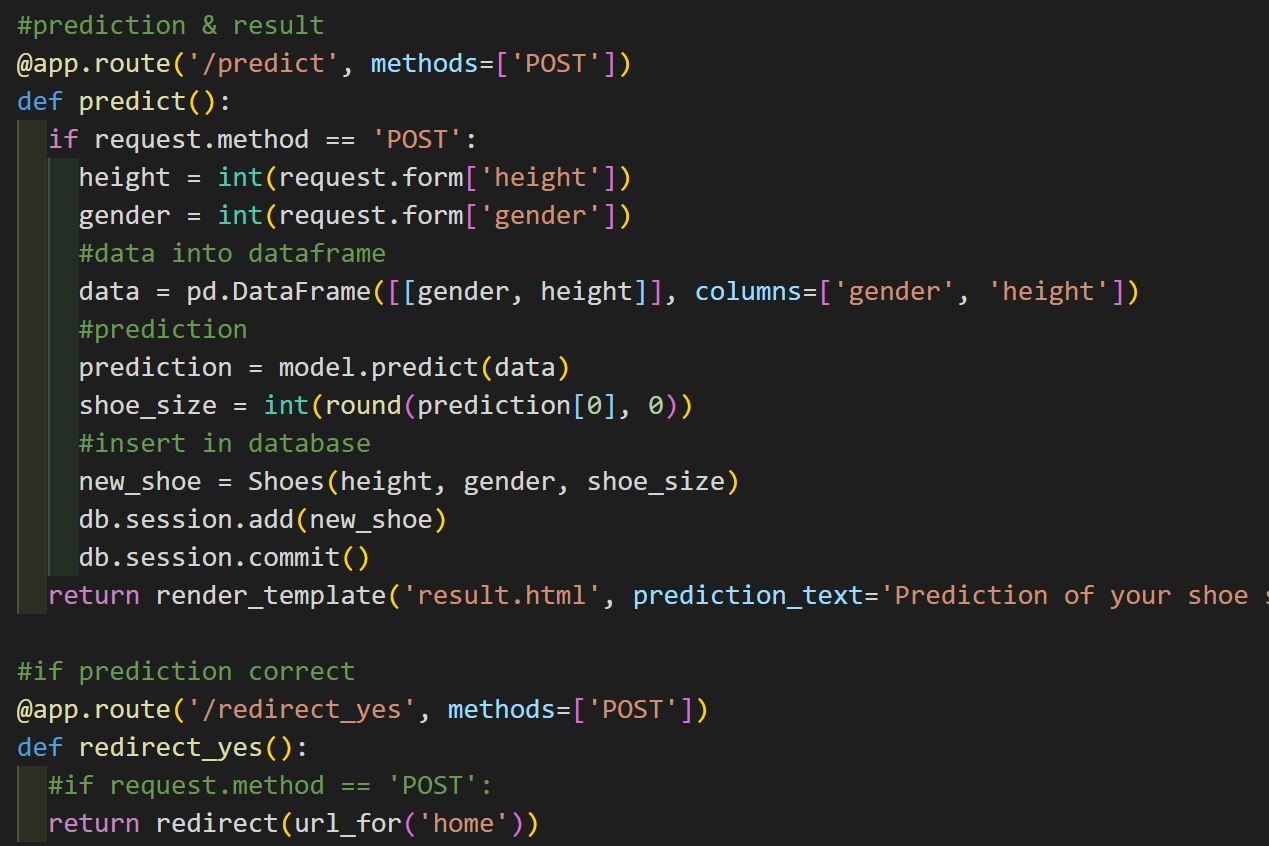 #prediction & result
@app.route('/predict', methods=['POST'])
def predict():
  if request.method == 'POST':
    height = int(request.form['height'])
    gender = int(request.form['gender'])
    #data into dataframe
    data = pd.DataFrame([[gender, height]], columns=['gender', 'height'])
    #prediction
    prediction = model.predict(data)
    shoe_size = int(round(prediction[0], 0))
    #insert in database
    new_shoe = Shoes(height, gender, shoe_size)
    db.session.add(new_shoe)
    db.session.commit()
  return render_template('result.html', prediction_text='Prediction of your shoe
#if prediction correct
@app.route('/redirect_yes', methods=['POST'])
def redirect_yes():
  #if request.method == 'POST':
  return redirect(url_for('home'))